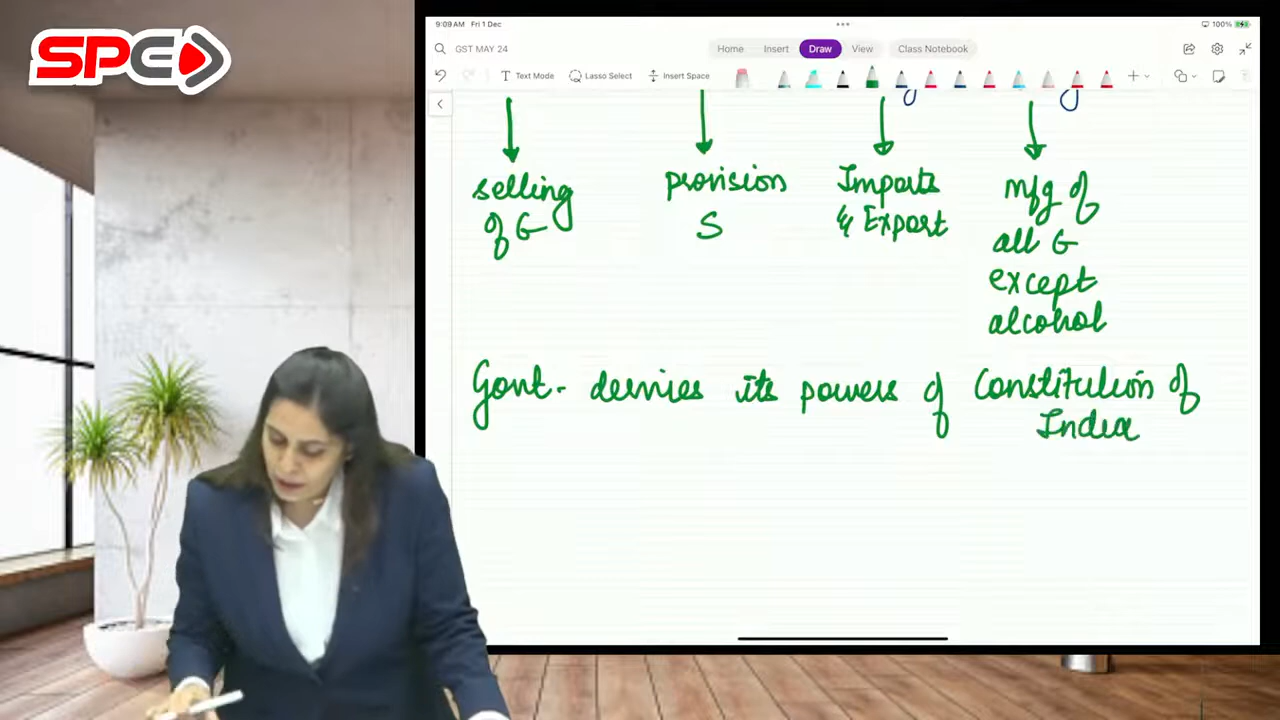 SPED
9:09 AM Fri 1 Dec
100%
GST MAY 24
Home Insert Draw View Class Notebook
Text Mode Lasso Select Insert Space
selling provision Imports mfg of
of G S & Export all G
except
alcohol
Govt. derives its powers of Constitution of
India